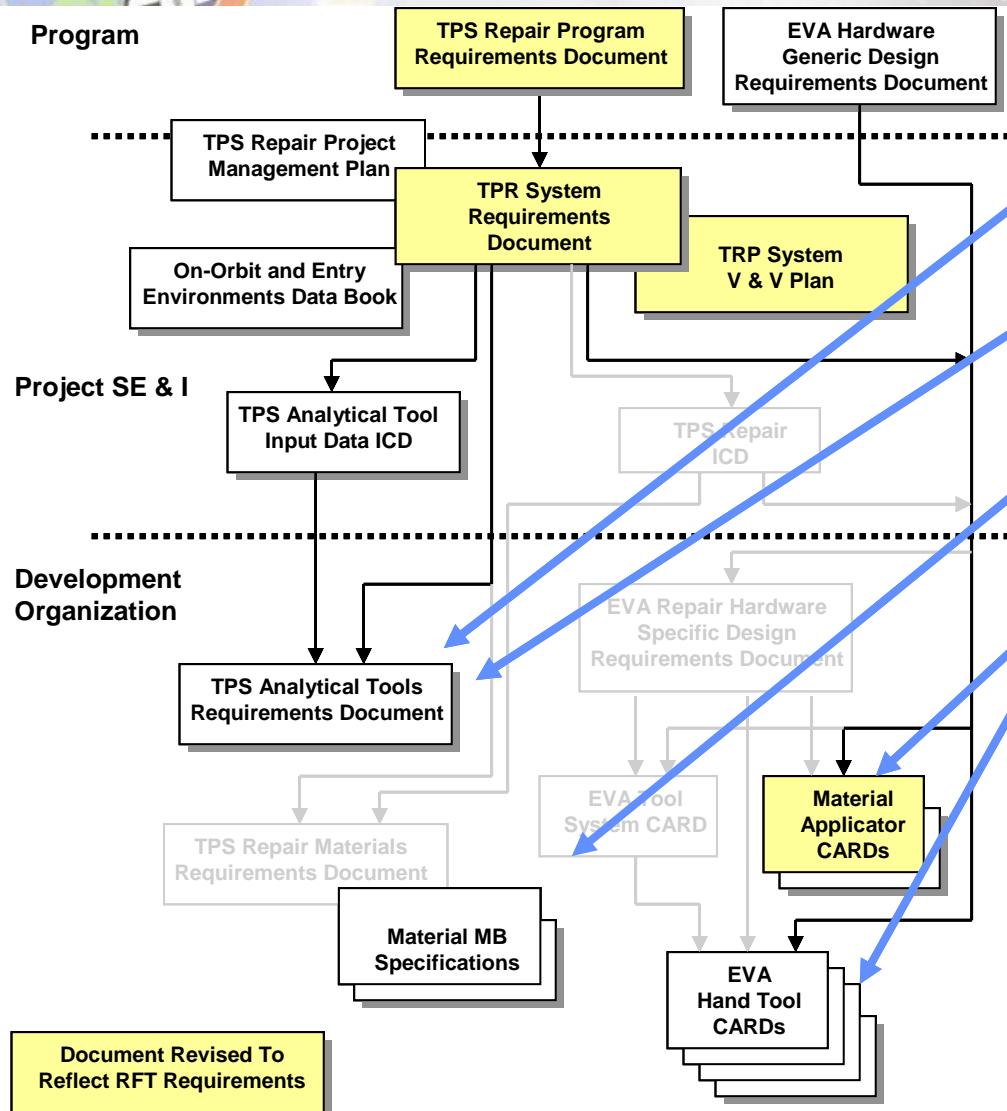 Program
TPS Repair Program
Requirements Document
EVA Hardware
Generic Design
Requirements Document
TPS Repair Project
Management Plan
TPR System
Requirements
Document
TRP System
V & V Plan
On-Orbit and Entry
Environments Data Book
Project SE & I
TPS Analytical Tool
Input Data ICD
TPS Repair
ICD
Development
Organization
EVA Repair Hardware
Specific Design
Requirements Document
TPS Analytical Tools
Requirements Document
EVA Tool
System CARD
Material
Applicator
CARDs
TPS Repair Materials
Requirements Document
Material MB
Specifications
EVA
Hand Tool
CARDs
Document Revised To
Reflect RFT Requirements